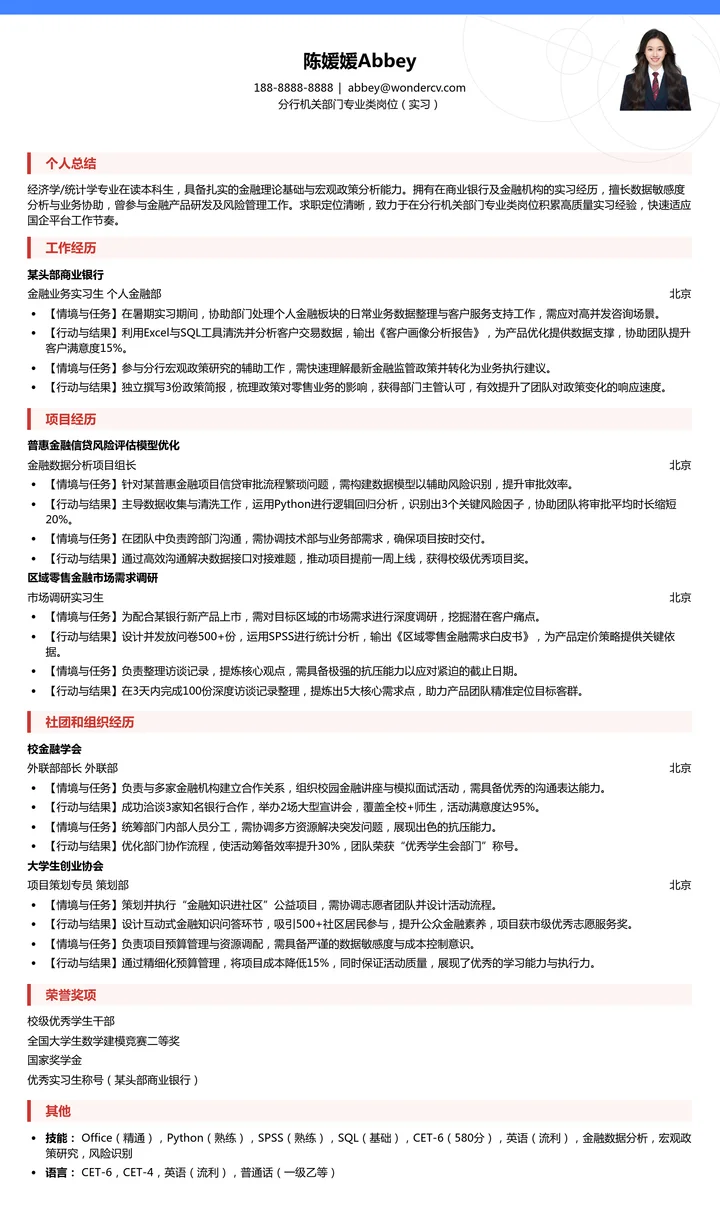 陈媛媛Abbey
188-8888-8888 | abbey@wondercv.com
分行机关部门专业类岗位（实习）
个人总结
经济学/统计学专业在读本科生，具备扎实的金融理论基础与宏观政策分析能力。拥有在商业银行及金融机构的实习经历，擅长数据敏感度
分析与业务协助，曾参与金融产品研发及风险管理工作。求职定位清晰，致力于在分行机关部门专业类岗位积累高质量实习经验，快速适应
国企平台工作节奏。
工作经历
某头部商业银行
金融业务实习生 个人金融部 北京
• 【情境与任务】在暑期实习期间，协助部门处理个人金融板块的日常业务数据整理与客户服务支持工作，需应对高并发咨询场景。
• 【行动与结果】利用Excel与SQL工具清洗并分析客户交易数据，输出《客户画像分析报告》，为产品优化提供数据支撑，协助团队提升
客户满意度15%。
• 【情境与任务】参与分行宏观政策研究的辅助工作，需快速理解最新金融监管政策并转化为业务执行建议。
• 【行动与结果】独立撰写3份政策简报，梳理政策对零售业务的影响，获得部门主管认可，有效提升了团队对政策变化的响应速度。
项目经历
普惠金融信贷风险评估模型优化
金融数据分析项目组长 北京
• 【情境与任务】针对某普惠金融项目信贷审批流程繁琐问题，需构建数据模型以辅助风险识别，提升审批效率。
• 【行动与结果】主导数据收集与清洗工作，运用Python进行逻辑回归分析，识别出3个关键风险因子，协助团队将审批平均时长缩短
20%。
• 【情境与任务】在团队中负责跨部门沟通，需协调技术部与业务部需求，确保项目按时交付。
• 【行动与结果】通过高效沟通解决数据接口对接难题，推动项目提前一周上线，获得校级优秀项目奖。
区域零售金融市场需求调研
市场调研实习生 北京
• 【情境与任务】为配合某银行新产品上市，需对目标区域的市场需求进行深度调研，挖掘潜在客户痛点。
• 【行动与结果】设计并发放问卷500+份，运用SPSS进行统计分析，输出《区域零售金融需求白皮书》，为产品定价策略提供关键依
据。
• 【情境与任务】负责整理访谈记录，提炼核心观点，需具备极强的抗压能力以应对紧迫的截止日期。
• 【行动与结果】在3天内完成100份深度访谈记录整理，提炼出5大核心需求点，助力产品团队精准定位目标客群。
社团和组织经历
校金融学会
外联部部长 外联部 北京
• 【情境与任务】负责与多家金融机构建立合作关系，组织校园金融讲座与模拟面试活动，需具备优秀的沟通表达能力。
• 【行动与结果】成功洽谈3家知名银行合作，举办2场大型宣讲会，覆盖全校+师生，活动满意度达95%。
• 【情境与任务】统筹部门内部人员分工，需协调多方资源解决突发问题，展现出色的抗压能力。
• 【行动与结果】优化部门协作流程，使活动筹备效率提升30%，团队荣获“优秀学生会部门”称号。
大学生创业协会
项目策划专员 策划部 北京
• 【情境与任务】策划并执行“金融知识进社区”公益项目，需协调志愿者团队并设计活动流程。
• 【行动与结果】设计互动式金融知识问答环节，吸引500+社区居民参与，提升公众金融素养，项目获市级优秀志愿服务奖。
• 【情境与任务】负责项目预算管理与资源调配，需具备严谨的数据敏感度与成本控制意识。
• 【行动与结果】通过精细化预算管理，将项目成本降低15%，同时保证活动质量，展现了优秀的学习能力与执行力。
荣誉奖项
校级优秀学生干部
全国大学生数学建模竞赛二等奖
国家奖学金
优秀实习生称号（某头部商业银行）
其他
• 技能： Office（精通），Python（熟练），SPSS（熟练），SQL（基础），CET-6（580分），英语（流利），金融数据分析，宏观政
策研究，风险识别
• 语言： CET-6，CET-4，英语（流利），普通话（一级乙等）